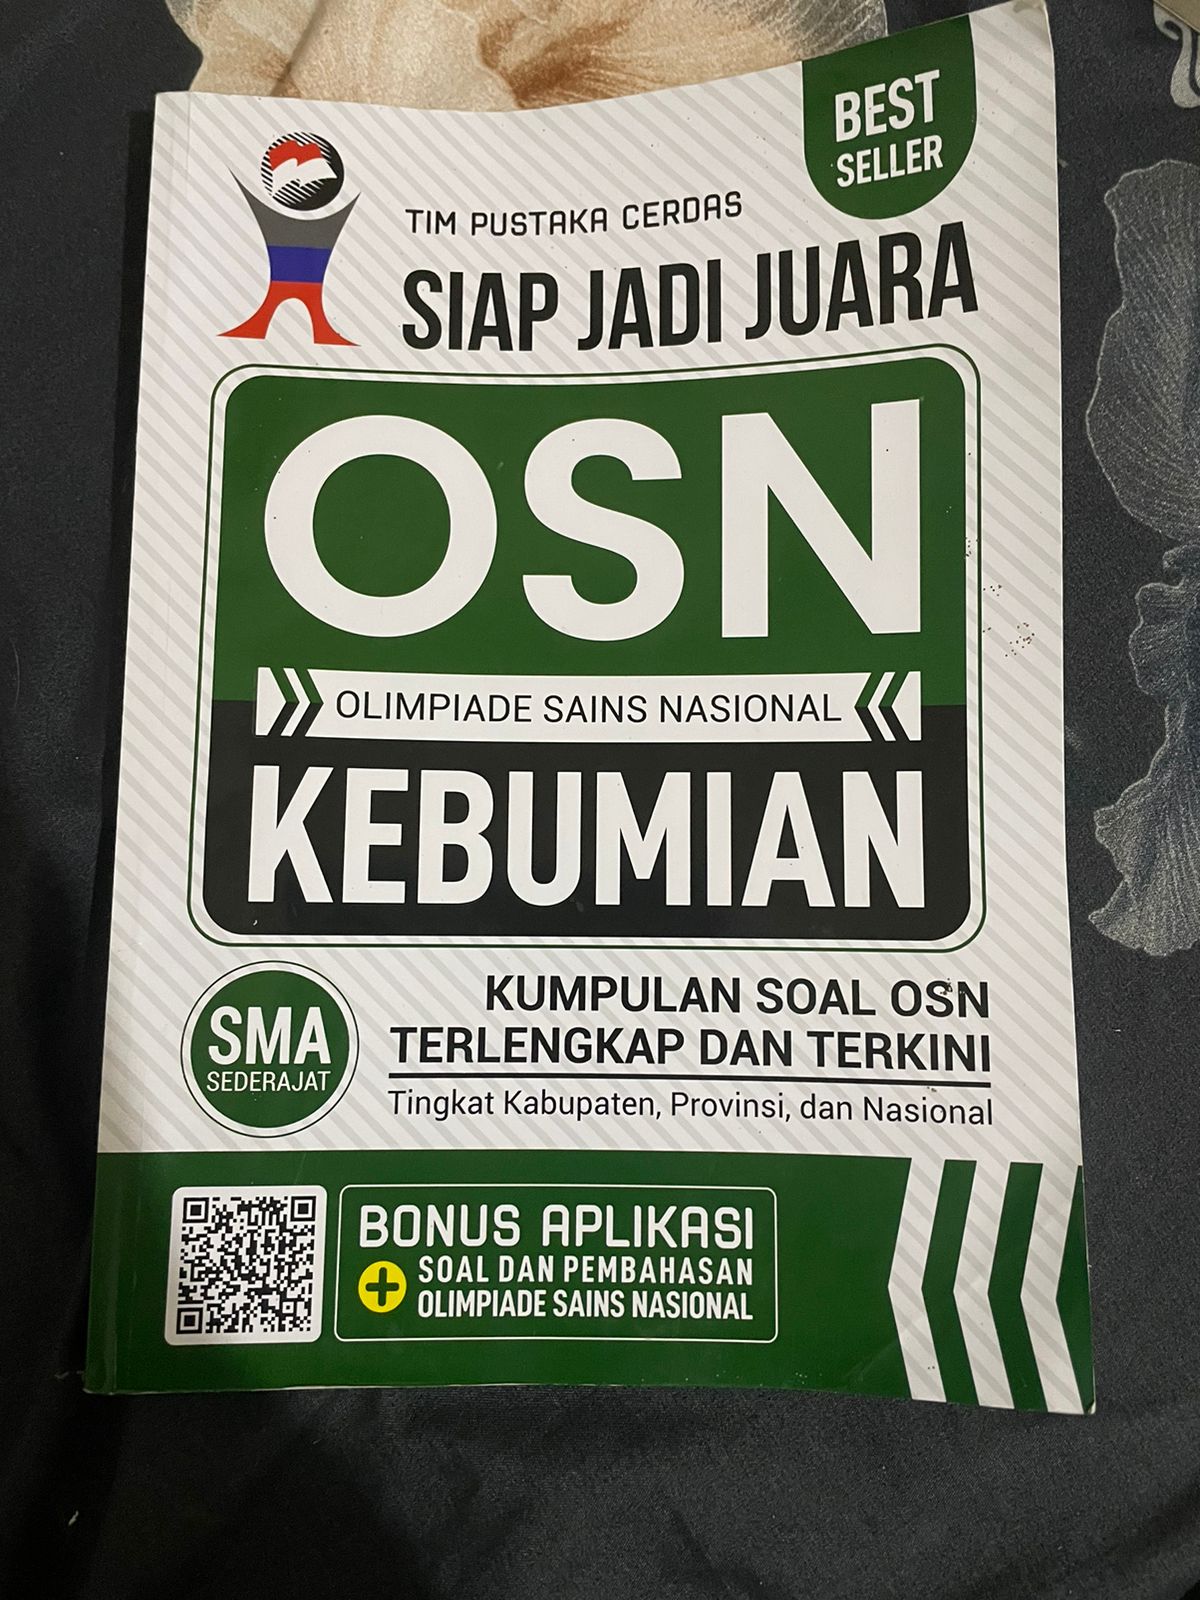 BEST
SELLER
TIM PUSTAKA CERDAS
SIAP JADI JUARA
OSN
OLIMPIADE SAINS NASIONAL
KEBUMIAN
SMA
SEDERAJAT
KUMPULAN SOAL OSN
TERLENGKAP DAN TERKINI
Tingkat Kabupaten, Provinsi, dan Nasional
BONUS APLIKASI
SOAL DAN PEMBAHASAN
OLIMPIADE SAINS NASIONAL